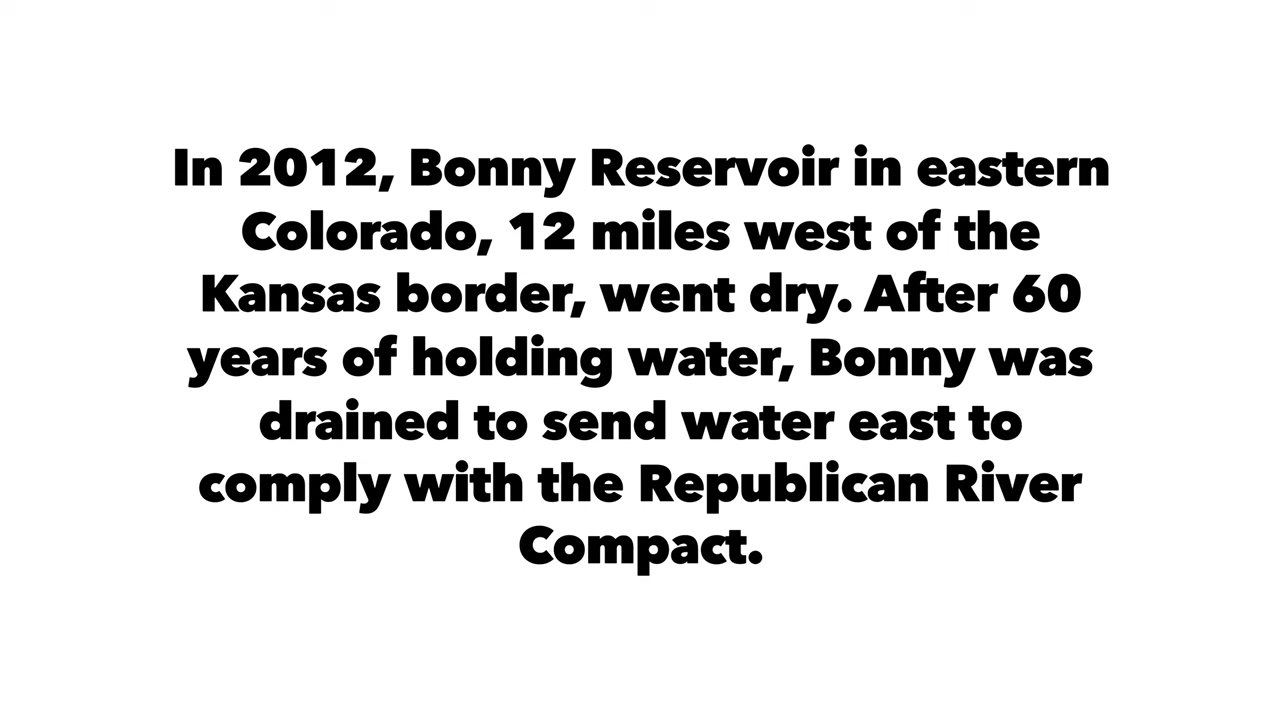 In 2012, Bonny Reservoir in eastern
Colorado, 12 miles west of the
Kansas border, went dry. After 60
years of holding water, Bonny was
drained to send water east to
comply with the Republican River
Compact.